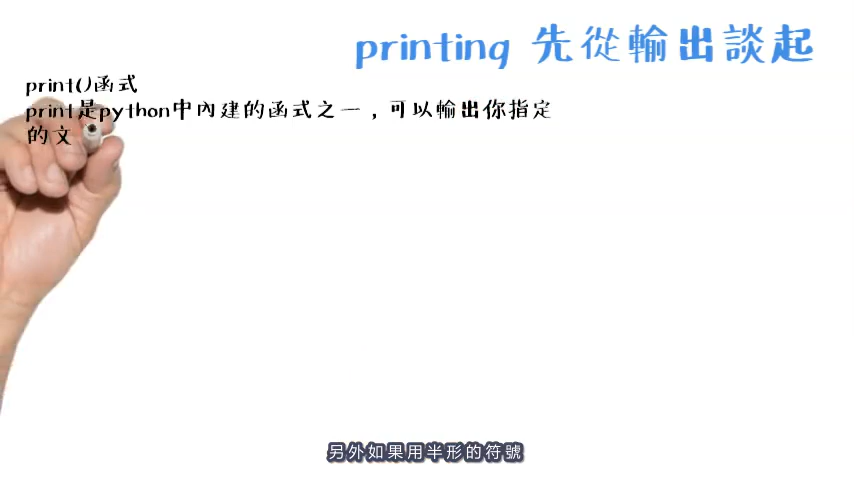 printing 先從輸出談起
print()函式
print是python中內建的函式之一，可以輸出你指定
的文
另外如果用半形的符號